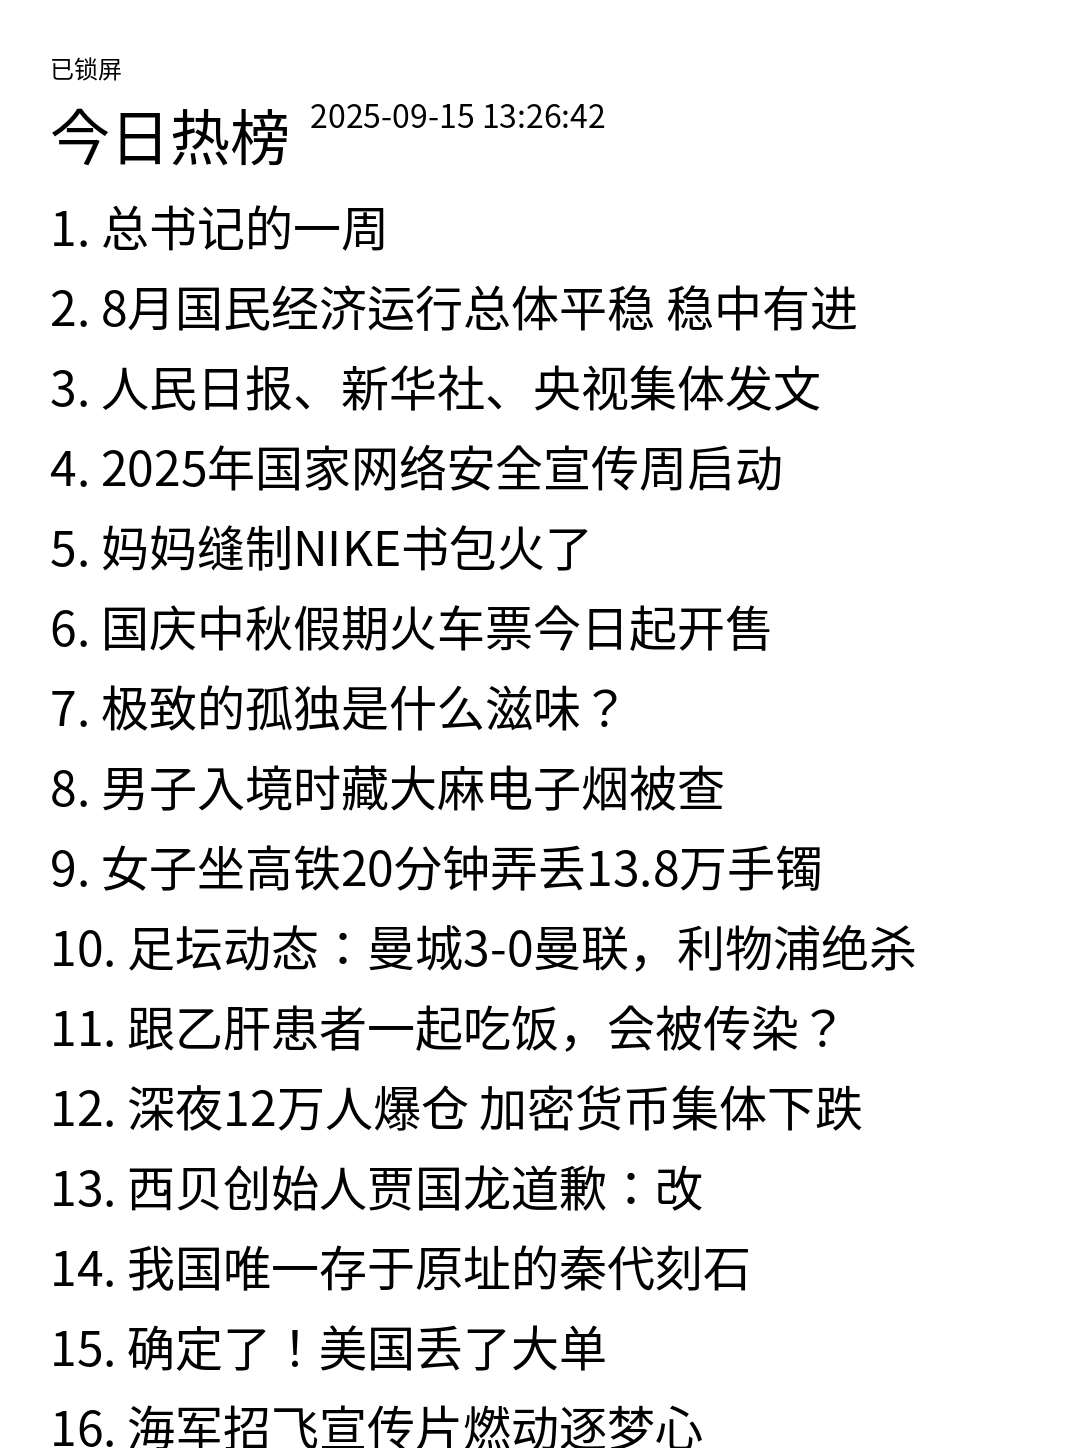 已锁屏
今日热榜 2025-09-15 13:26:42
1. 总书记的一周
2. 8月国民经济运行总体平稳 稳中有进
3. 人民日报、新华社、央视集体发文
4. 2025年国家网络安全宣传周启动
5. 妈妈缝制NIKE书包火了
6. 国庆中秋假期火车票今日起开售
7. 极致的孤独是什么滋味？
8. 男子入境时藏大麻电子烟被查
9. 女子坐高铁20分钟弄丢13.8万手镯
10. 足坛动态：曼城3-0曼联，利物浦绝杀
11. 跟乙肝患者一起吃饭，会被传染？
12. 深夜12万人爆仓 加密货币集体下跌
13. 西贝创始人贾国龙道歉：改
14. 我国唯一存于原址的秦代刻石
15. 确定了！美国丢了大单
16. 海军招飞宣传片燃动逐梦心